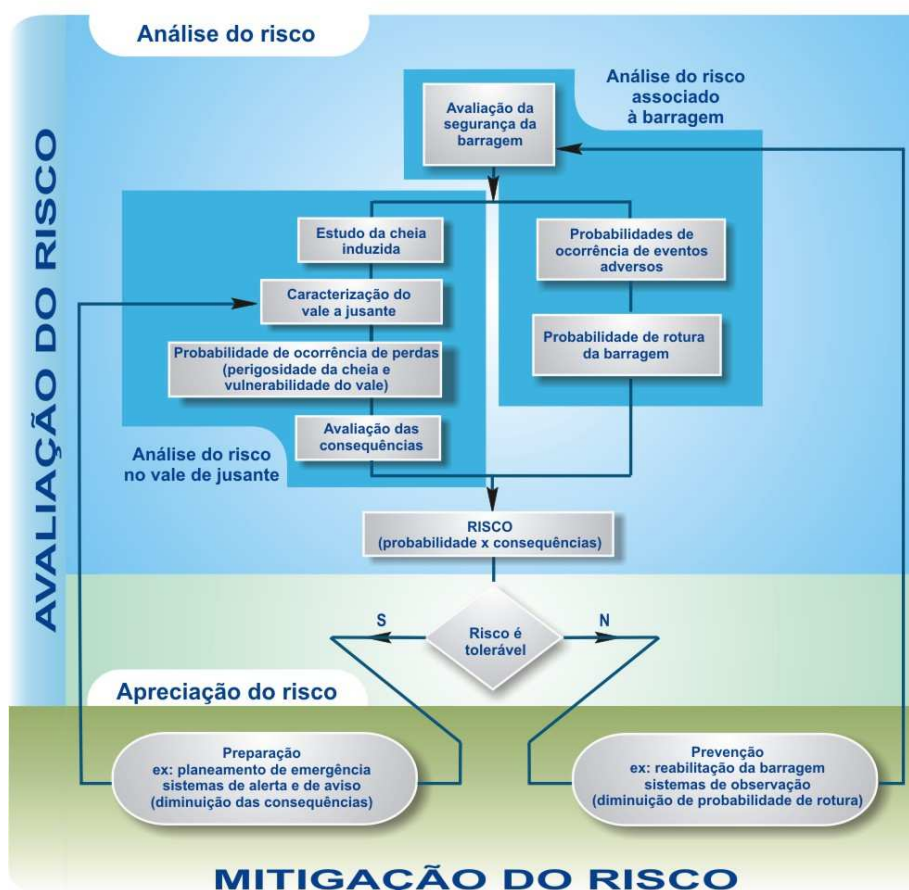 Análise do risco
AVALIAÇÃO DO RISCO
Análise do risco
associado
à barragem
Avaliação da
segurança da
barragem
Estudo da cheia
induzida
Caracterização do
vale a jusante
Probabilidade de ocorrência de perdas
(perigosidade da cheia e
vulnerabilidade do vale)
Avaliação das
consequências
Análise do risco
no vale de jusante
Probabilidades de
ocorrência de eventos
adversos
Probabilidade de rotura
da barragem
RISCO
(probabilidade x consequências)
S
Risco é
tolerável
N
Apreciação do risco
Preparação
ex: planeamento de emergência
sistemas de alerta e de aviso
(diminuição das consequências)
Prevenção
ex: reabilitação da barragem
sistemas de observação
(diminuição de probabilidade de rotura)
MITIGAÇÃO DO RISCO